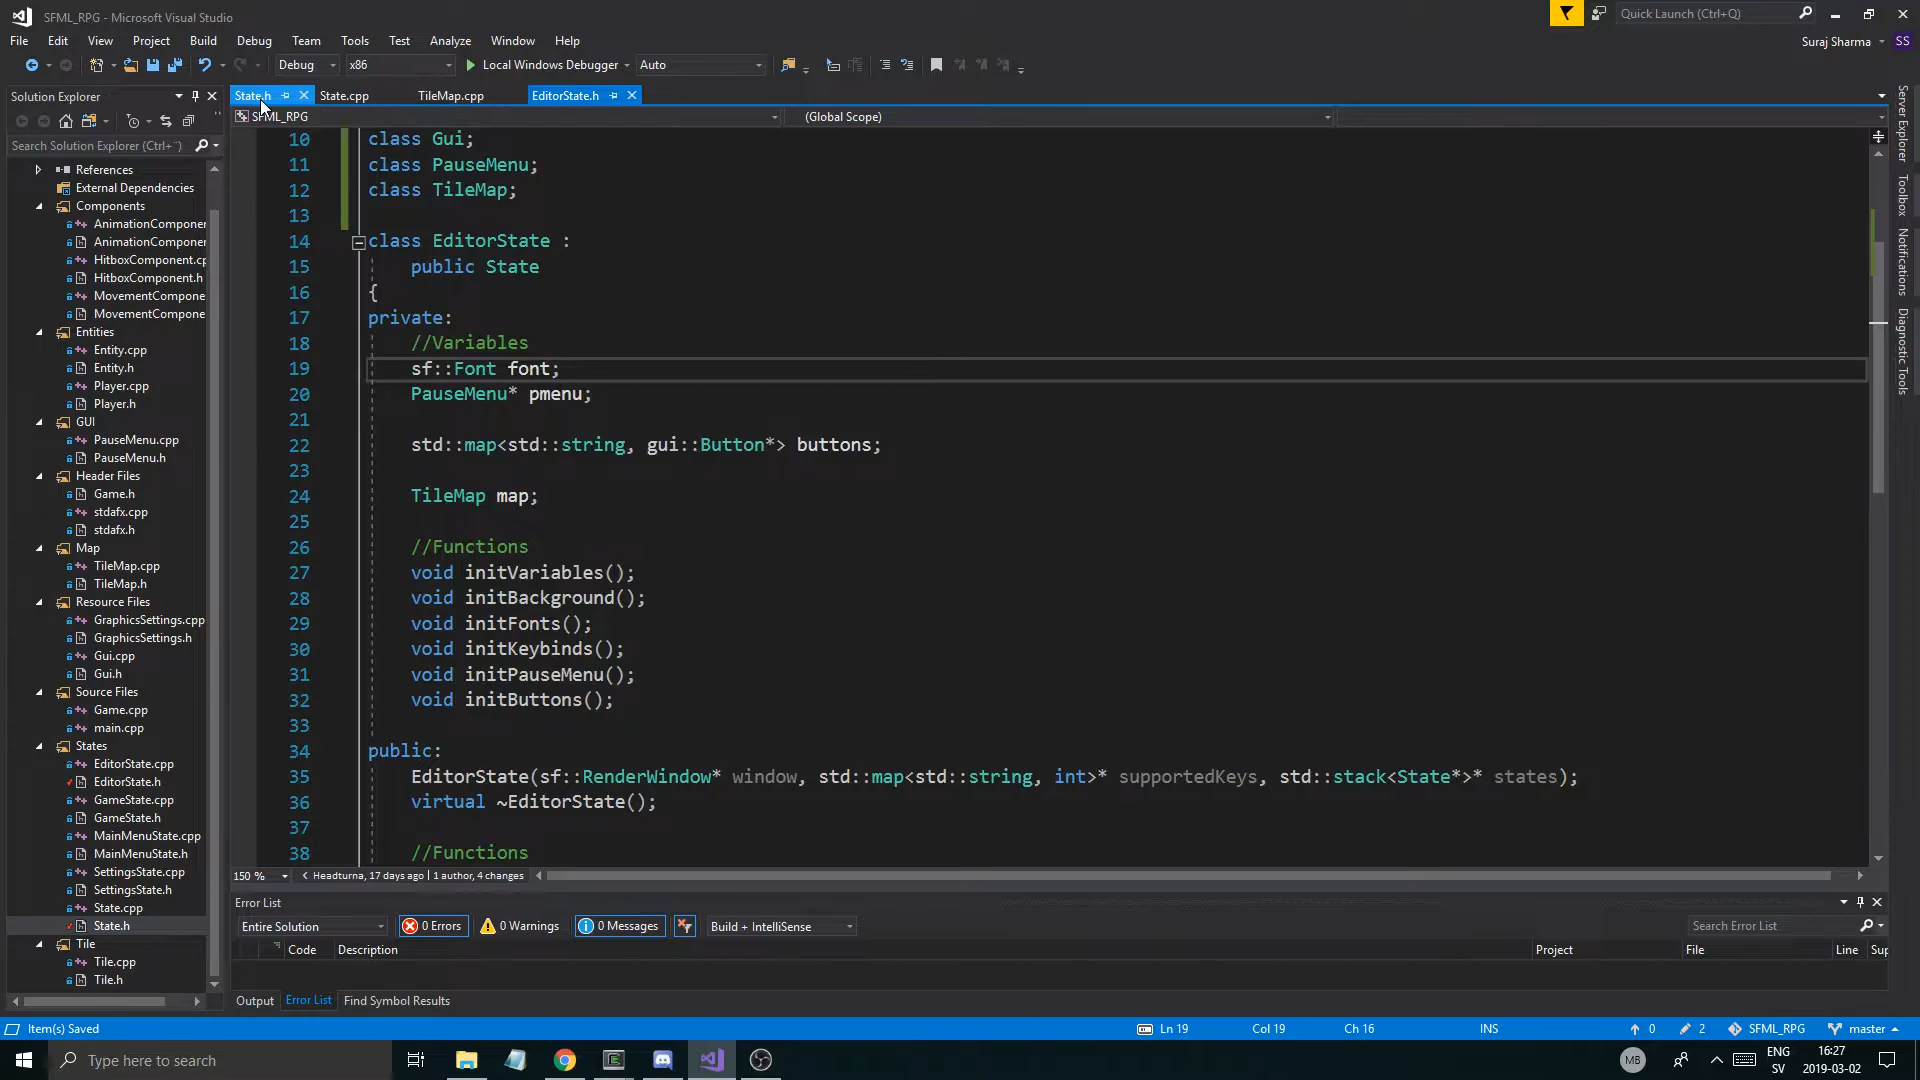 SFML_RPG - Microsoft Visual Studio
Quick Launch (Ctrl+Q)
File Edit View Project Build Debug Team Tools Test Analyze Window Help
Suraj Sharma SS
Debug x86 Local Windows Debugger Auto
Solution Explorer
State.h State.cpp TileMap.cpp EditorState.h
SFML_RPG (Global Scope)
Search Solution Explorer (Ctrl+
References
External Dependencies
Components
AnimationComponer
AnimationComponer
HitboxComponent.cp
HitboxComponent.h
MovementCompone
MovementCompone
Entities
Entity.cpp
Entity.h
Player.cpp
Player.h
GUI
PauseMenu.cpp
PauseMenu.h
Header Files
Game.h
stdafx.cpp
stdafx.h
Map
TileMap.cpp
TileMap.h
Resource Files
GraphicsSettings.cpp
GraphicsSettings.h
Gui.cpp
Gui.h
Source Files
Game.cpp
main.cpp
States
EditorState.cpp
EditorState.h
GameState.cpp
GameState.h
MainMenuState.cpp
MainMenuState.h
SettingsState.cpp
SettingsState.h
State.cpp
State.h
Tile
Tile.cpp
Tile.h
10 class Gui;
11 class PauseMenu;
12 class TileMap;
13
14 class EditorState :
15 public State
16 {
17 private:
18 //Variables
19 sf::Font font;
20 PauseMenu* pmenu;
21
22 std::map<std::string, gui::Button*> buttons;
23
24 TileMap map;
25
26 //Functions
27 void initVariables();
28 void initBackground();
29 void initFonts();
30 void initKeybinds();
31 void initPauseMenu();
32 void initButtons();
33
34 public:
35 EditorState(sf::RenderWindow* window, std::map<std::string, int>* supportedKeys, std::stack<State*>* states);
36 virtual ~EditorState();
37
38 //Functions
Server Explorer
Toolbox
Notifications
Diagnostic Tools
150 % Headturna, 17 days ago | 1 author, 4 changes
Error List
Entire Solution 0 Errors 0 Warnings 0 Messages Build + IntelliSense Search Error List
Code Description Project File Line Sup
Output Error List Find Symbol Results
Item(s) Saved Ln 19 Col 19 Ch 16 INS 0 2 SFML_RPG master
Type here to search
MB
ENG
SV
16:27
2019-03-02